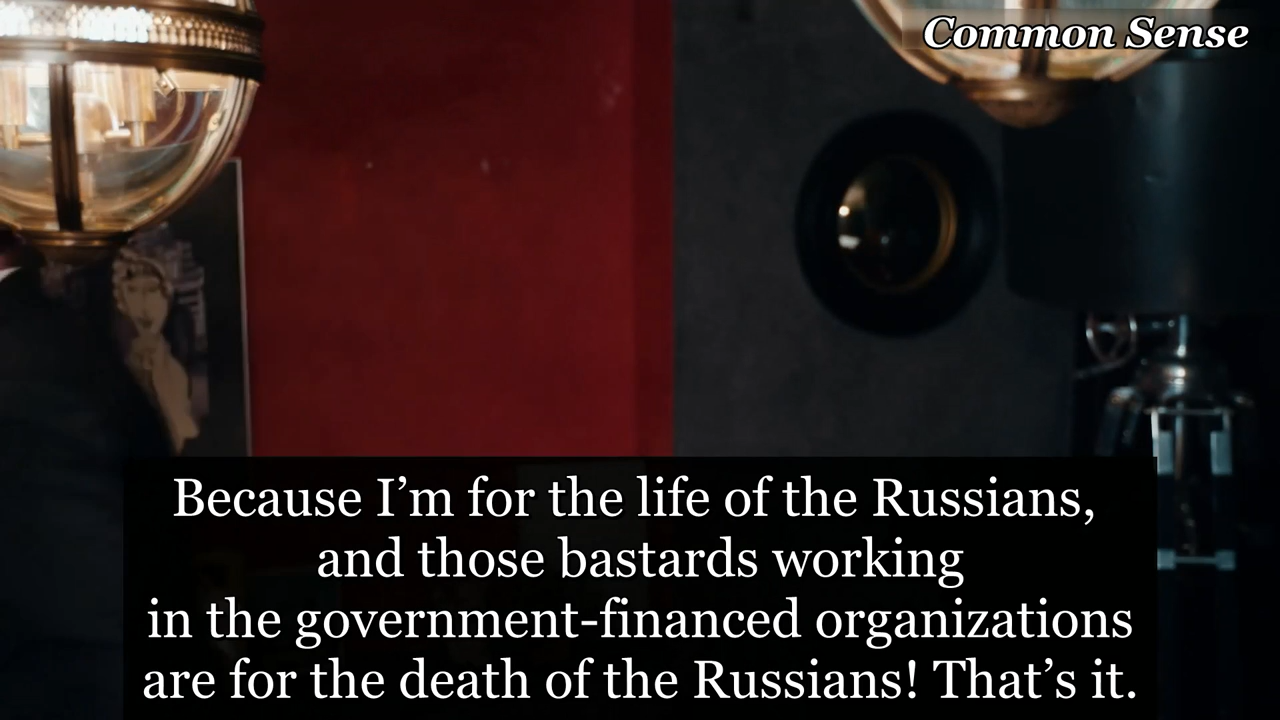 Common Sense
Because I’m for the life of the Russians,
and those bastards working
in the government-financed organizations
are for the death of the Russians! That’s it.